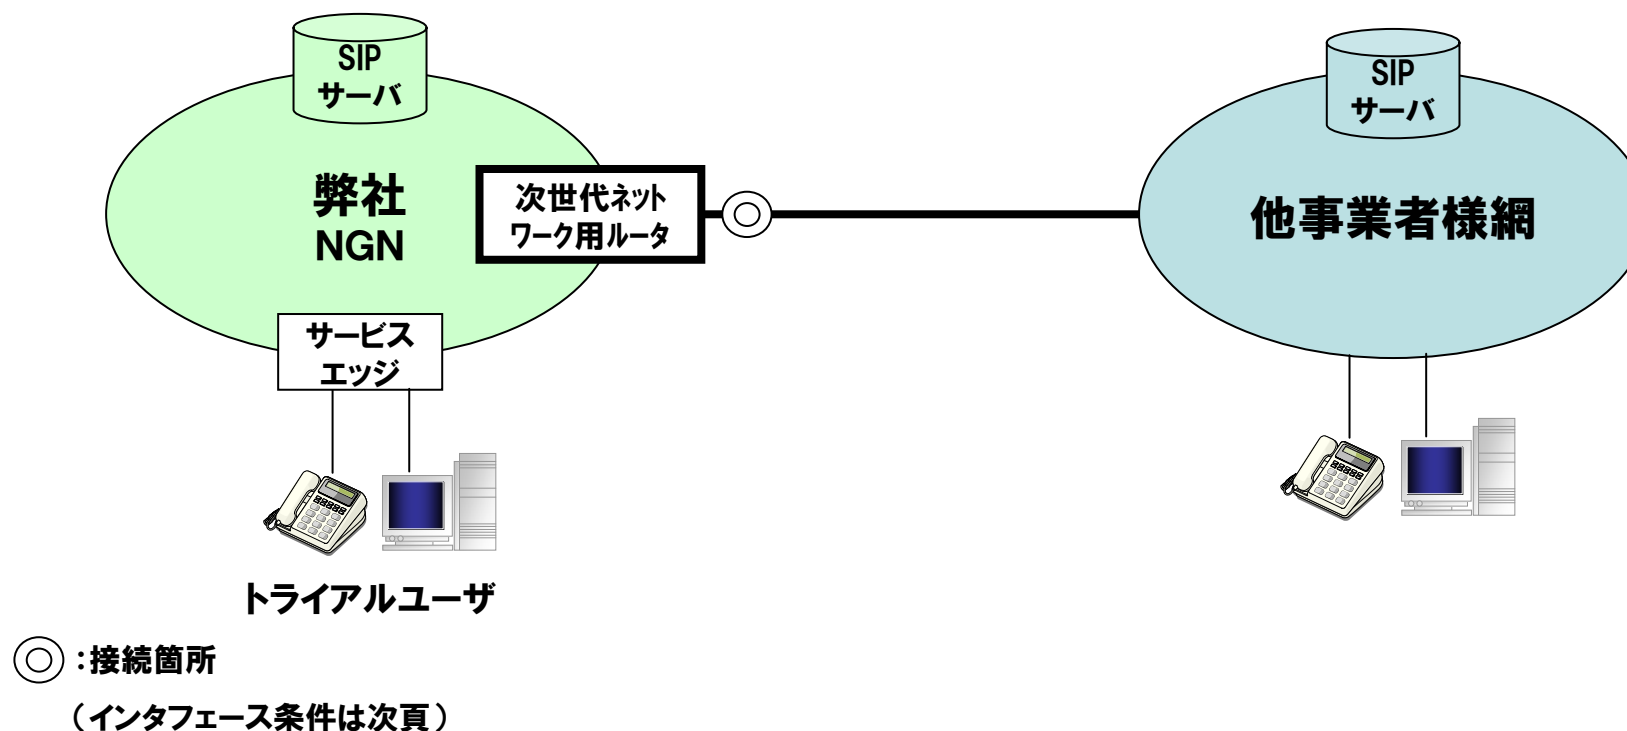 SIP
サーバ
弊社
NGN
次世代ネット
ワーク用ルータ
サービス
エッジ
トライアルユーザ
SIP
サーバ
他事業者様網
：接続箇所
（インタフェース条件は次頁）